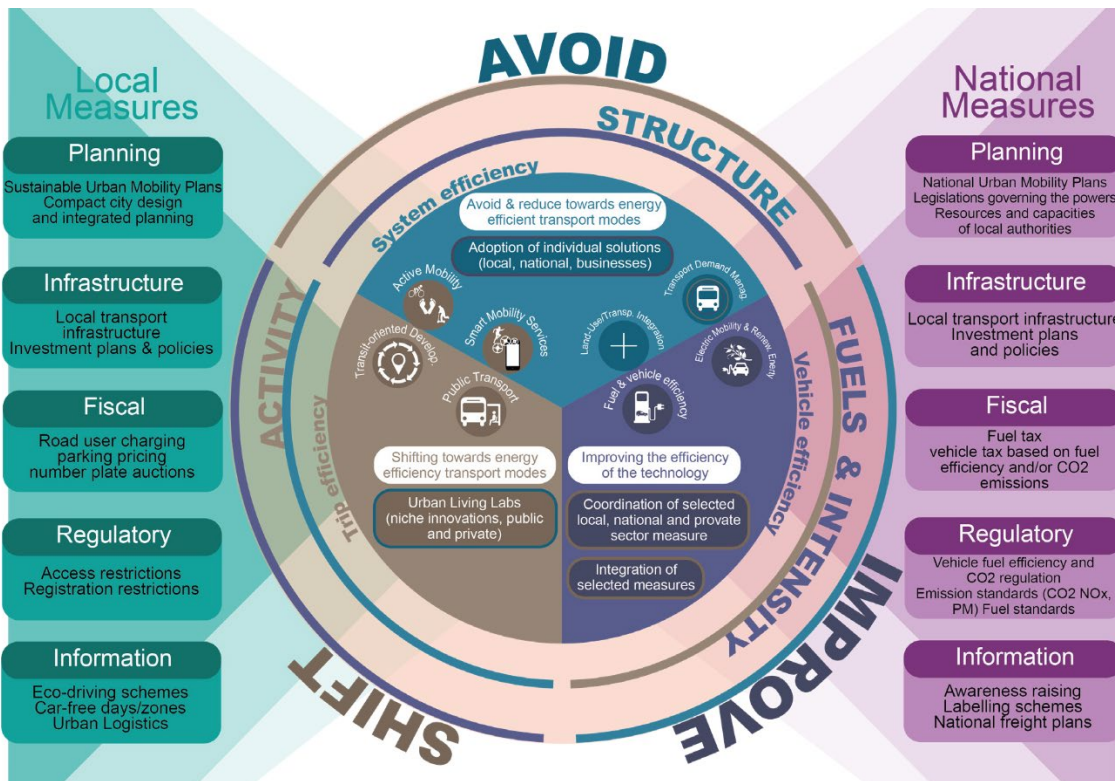 AVOID
STRUCTURE
System efficiency
Local
Measures
Planning
Sustainable Urban Mobility Plans
Compact city design
and integrated planning
Infrastructure
Local transport
infrastructure
Investment plans & policies
Fiscal
Road user charging
parking pricing
number plate auctions
Regulatory
Access restrictions
Registration restrictions
Information
Eco-driving schemes
Car-free days/zones
Urban Logistics
Avoid & reduce towards energy
efficient transport modes
Adoption of individual solutions
(local, national, businesses)
Active Mobility
Smart Mobility Services
Land-Use/Transp. Integration
Transport Demand Manag.
Transit-oriented Develop.
Public Transport
Fuel & vehicle efficiency
Electric Mobility & Renew. Enerty
ACTIVITY
Trip efficiency
Shifting towards energy
efficiency transport modes
Urban Living Labs
(niche innovations, public
and private)
SHIFT
Improving the efficiency
of the technology
Coordination of selected
local, national and provate
sector measure
Integration of
selected measures
Vehicle efficiency
FUELS & INTENSITY
IMPROVE
National
Measures
Planning
National Urban Mobility Plans
Legislations governing the powers
Resources and capacities
of local authorities
Infrastructure
Local transport infrastructure
Investment plans
and policies
Fiscal
Fuel tax
vehicle tax based on fuel
efficiency and/or CO2
emissions
Regulatory
Vehicle fuel efficiency and
CO2 regulation
Emission standards (CO2 NOx,
PM) Fuel standards
Information
Awareness raising
Labelling schemes
National freight plans